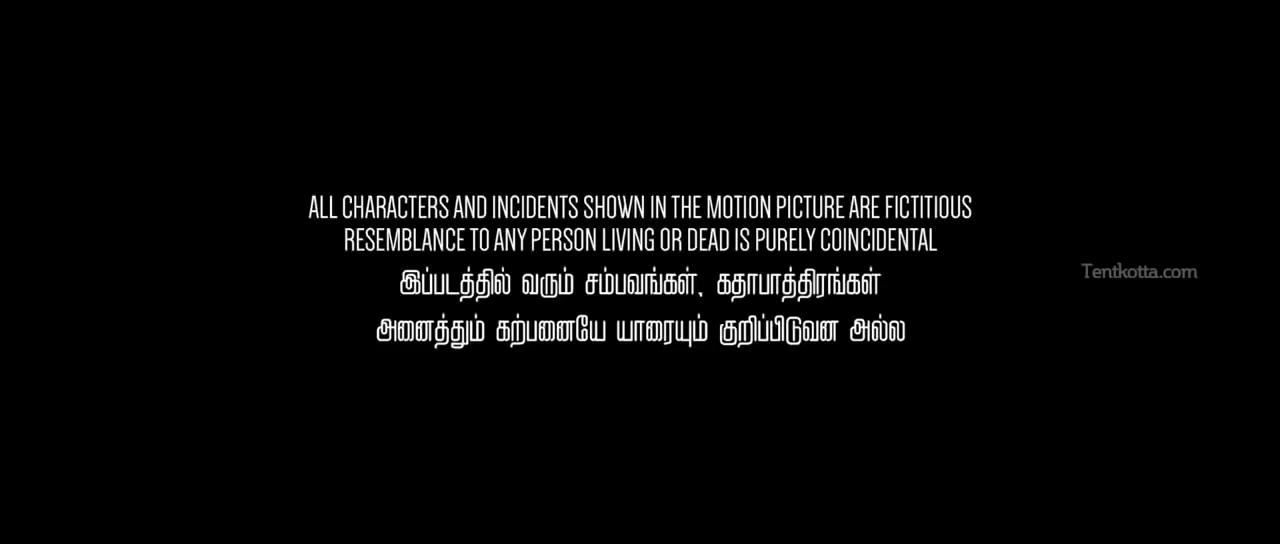 ALL CHARACTERS AND INCIDENTS SHOWN IN THE MOTION PICTURE ARE FICTITIOUS
RESEMBLANCE TO ANY PERSON LIVING OR DEAD IS PURELY COINCIDENTAL
Tentkotta.com
இப்படத்தில் வரும் சம்பவங்கள், கதாபாத்திரங்கள்
அனைத்தும் கற்பனையே யாரையும் குறிப்பிடுவன அல்ல